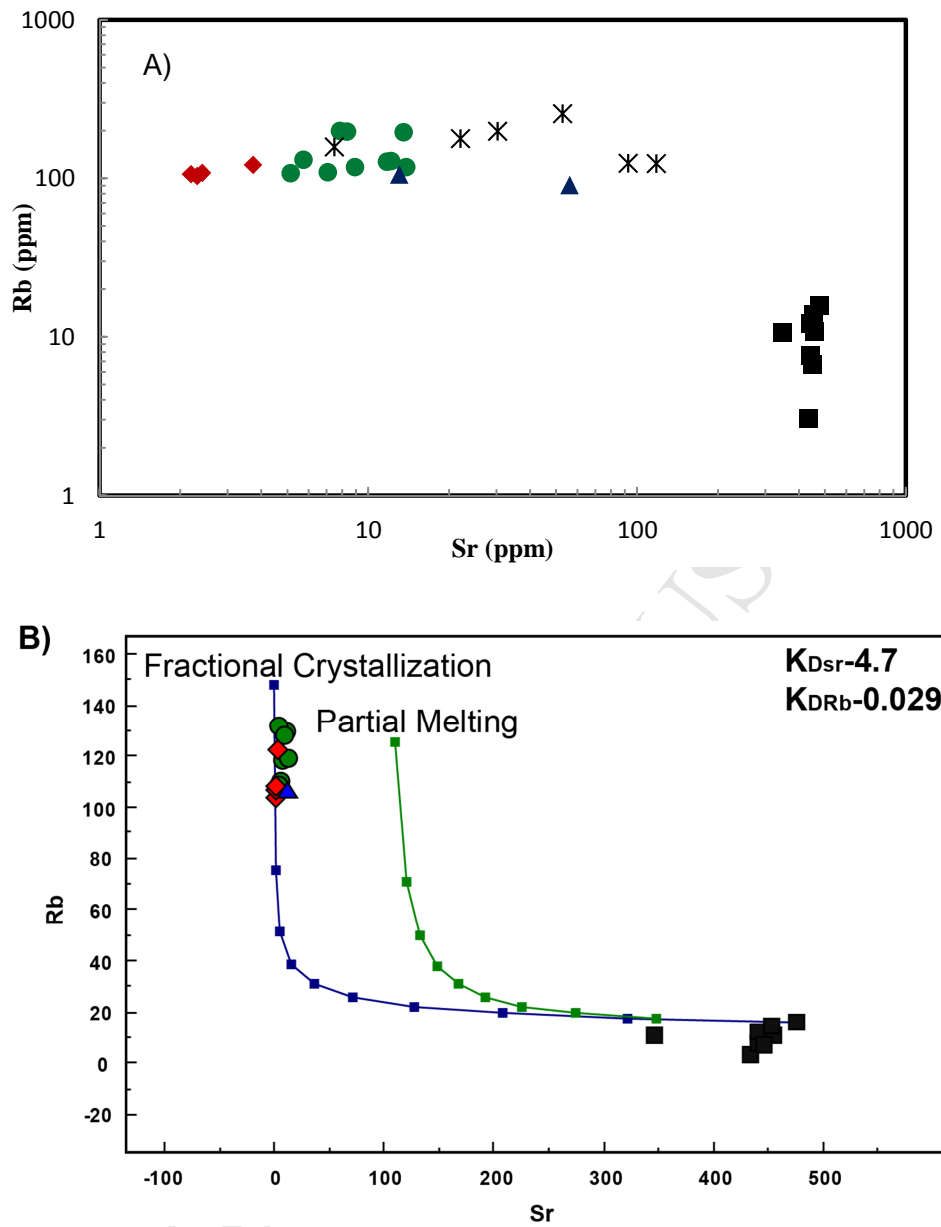 1000
A)
100
Rb (ppm)
10
1
1 10 100 1000
Sr (ppm)
B)
160
Fractional Crystallization
KDsr-4.7
KDRb-0.029
140
Partial Melting
120
100
80
Rb
60
40
20
0
-20
-100 0 100 200 300 400 500
Sr